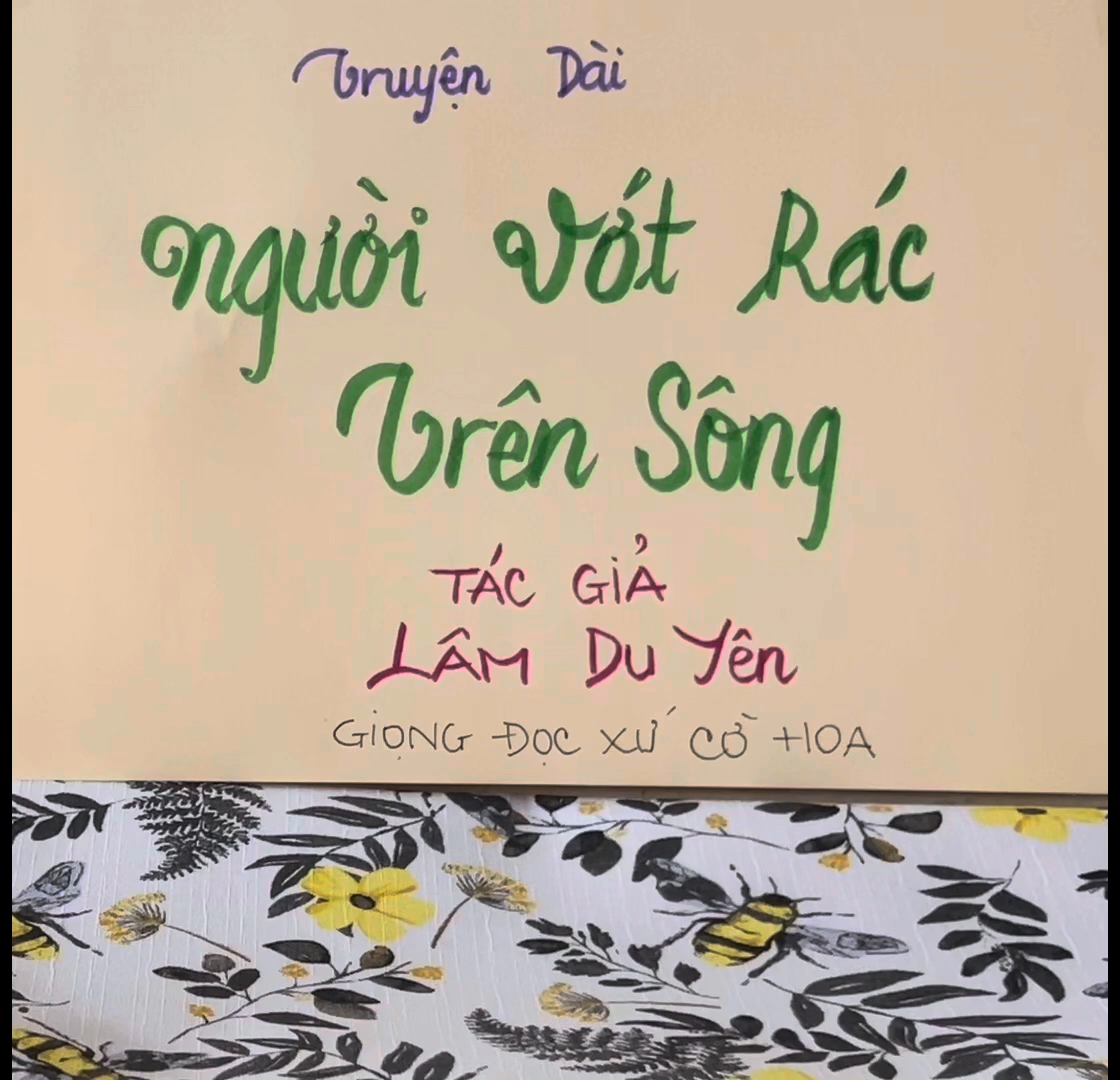 Truyện Dài
Người Vớt Rác
Trên Sông
TÁC GIẢ
LÂM DU Yên
GIỌNG ĐỌC XỨ CỜ HOA